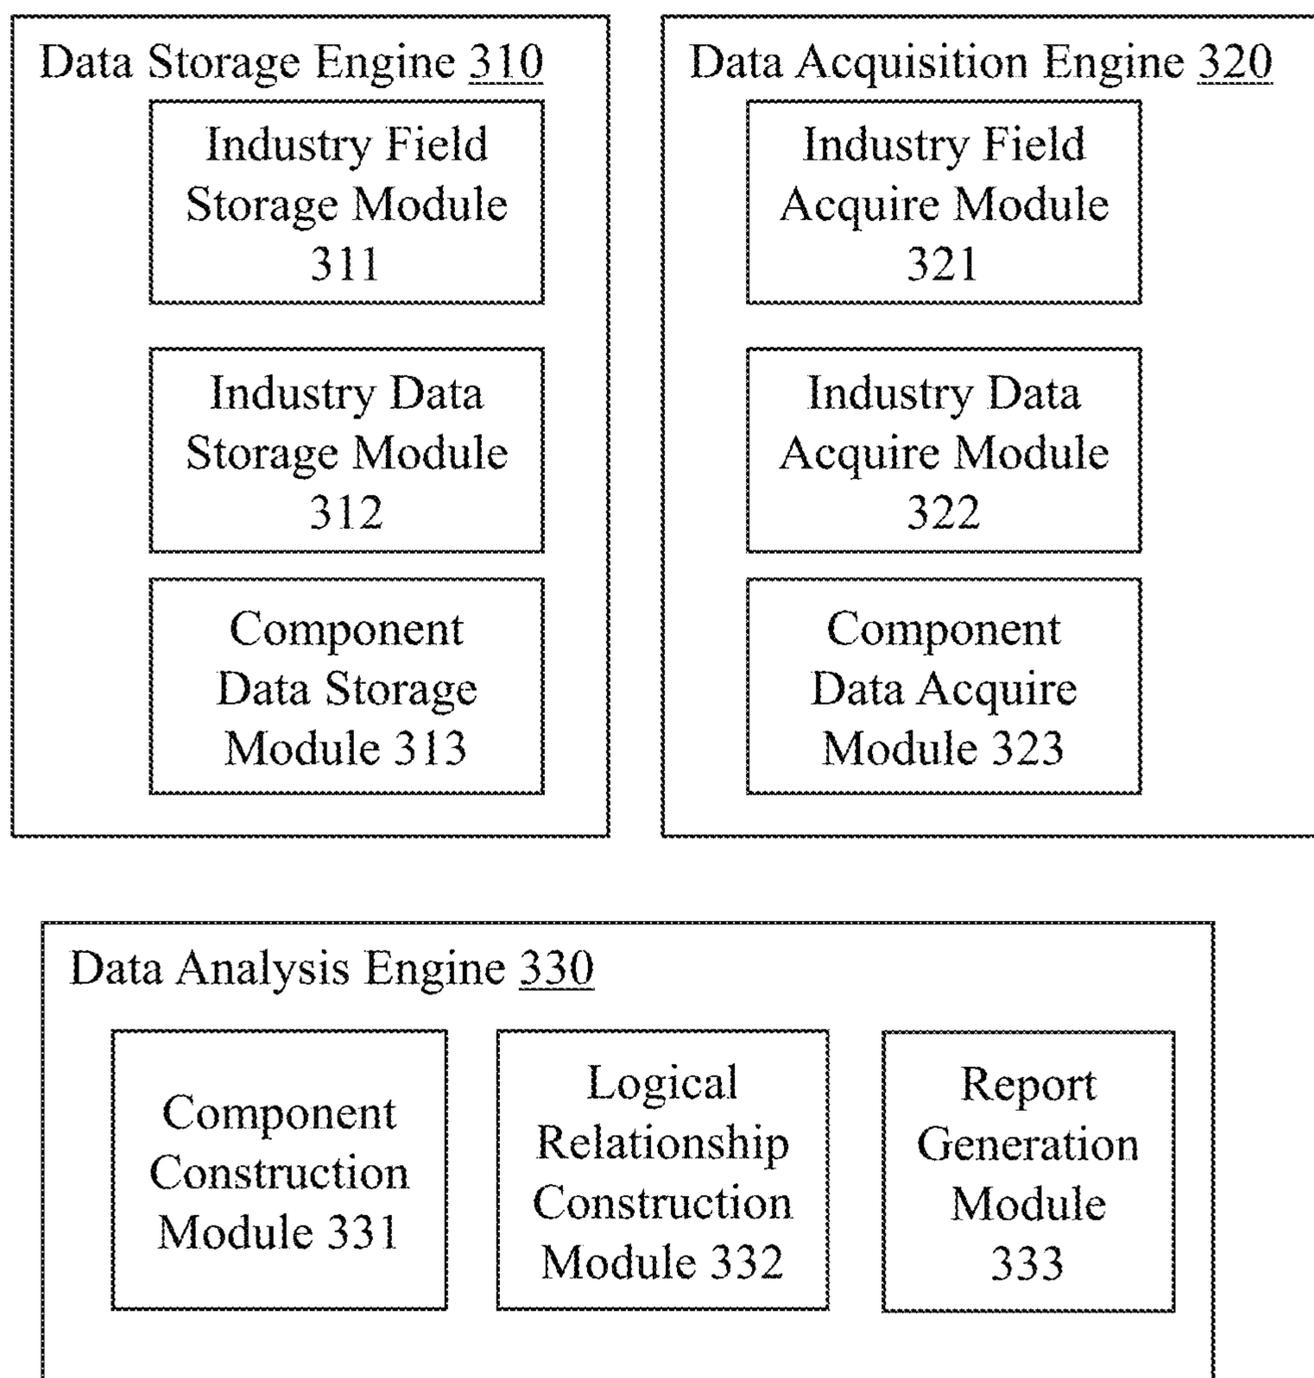 Data Storage Engine 310
Industry Field
Storage Module
311
Industry Data
Storage Module
312
Component
Data Storage
Module 313
Data Acquisition Engine 320
Industry Field
Acquire Module
321
Industry Data
Acquire Module
322
Component
Data Acquire
Module 323
Data Analysis Engine 330
Component
Construction
Module 331
Logical
Relationship
Construction
Module 332
Report
Generation
Module
333